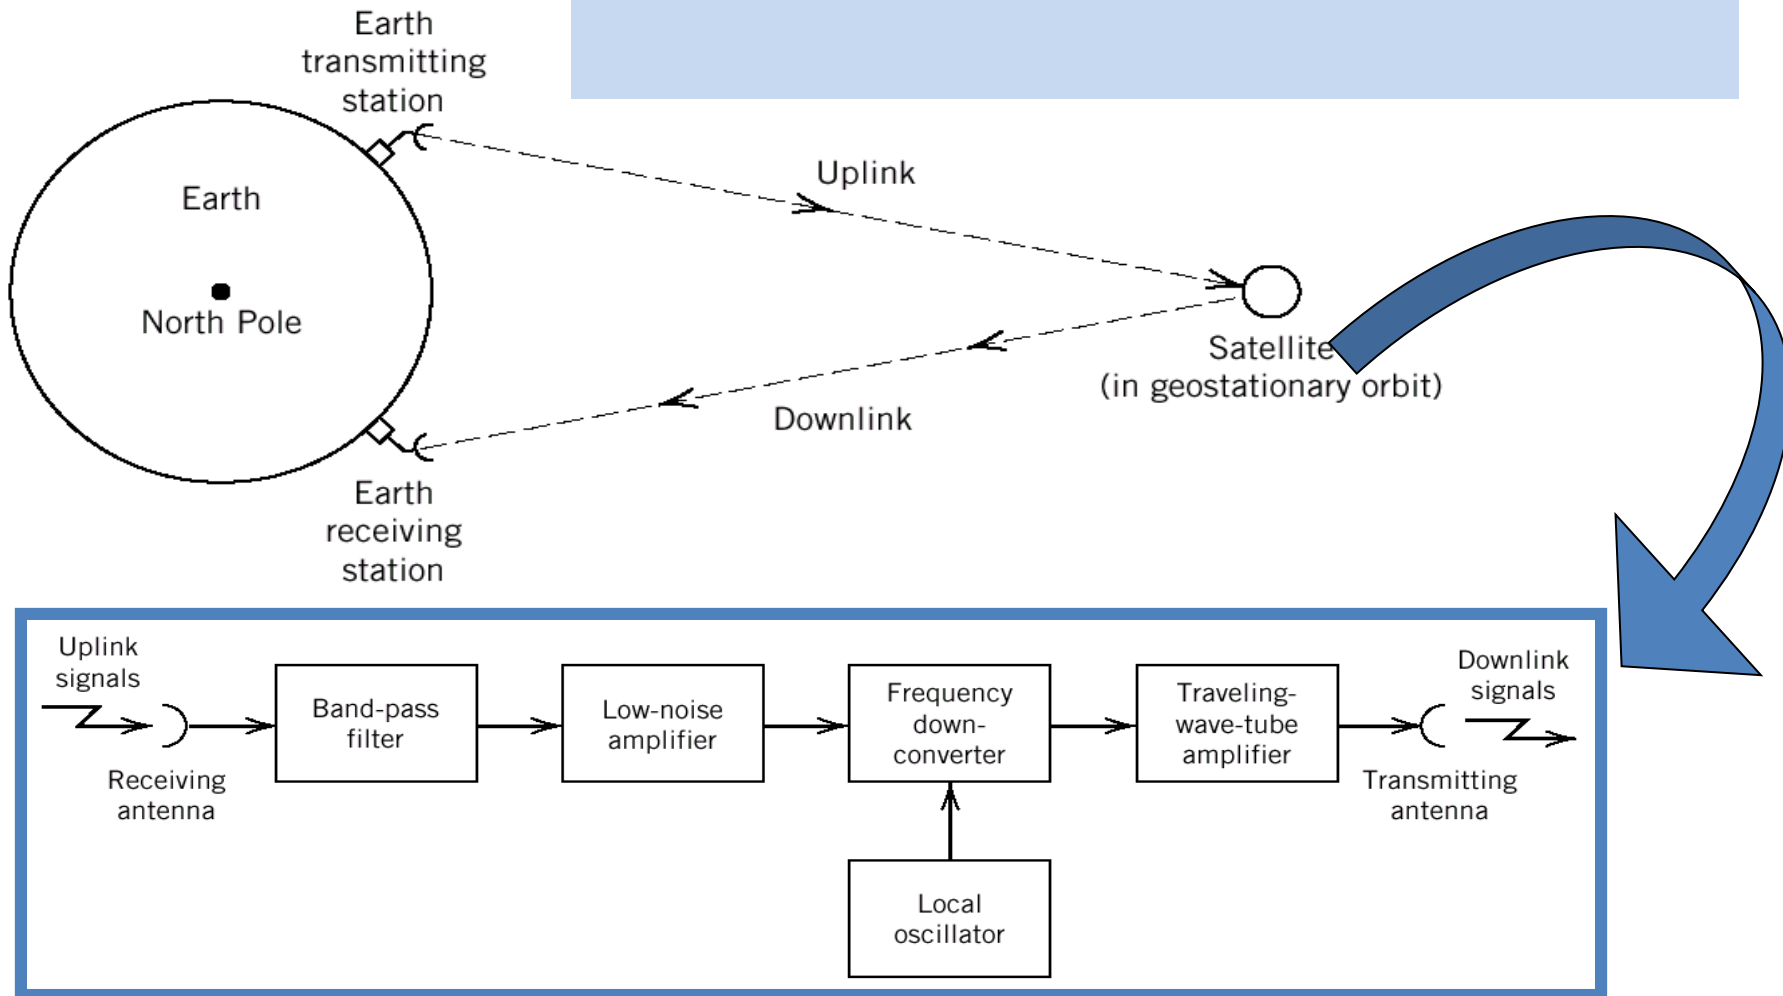 Earth
transmitting
station
Uplink
Earth
North Pole
Satellite
(in geostationary orbit)
Downlink
Earth
receiving
station
Uplink
signals
Receiving
antenna
Band-pass
filter
Low-noise
amplifier
Frequency
down-
converter
Traveling-
wave-tube
amplifier
Downlink
signals
Transmitting
antenna
Local
oscillator